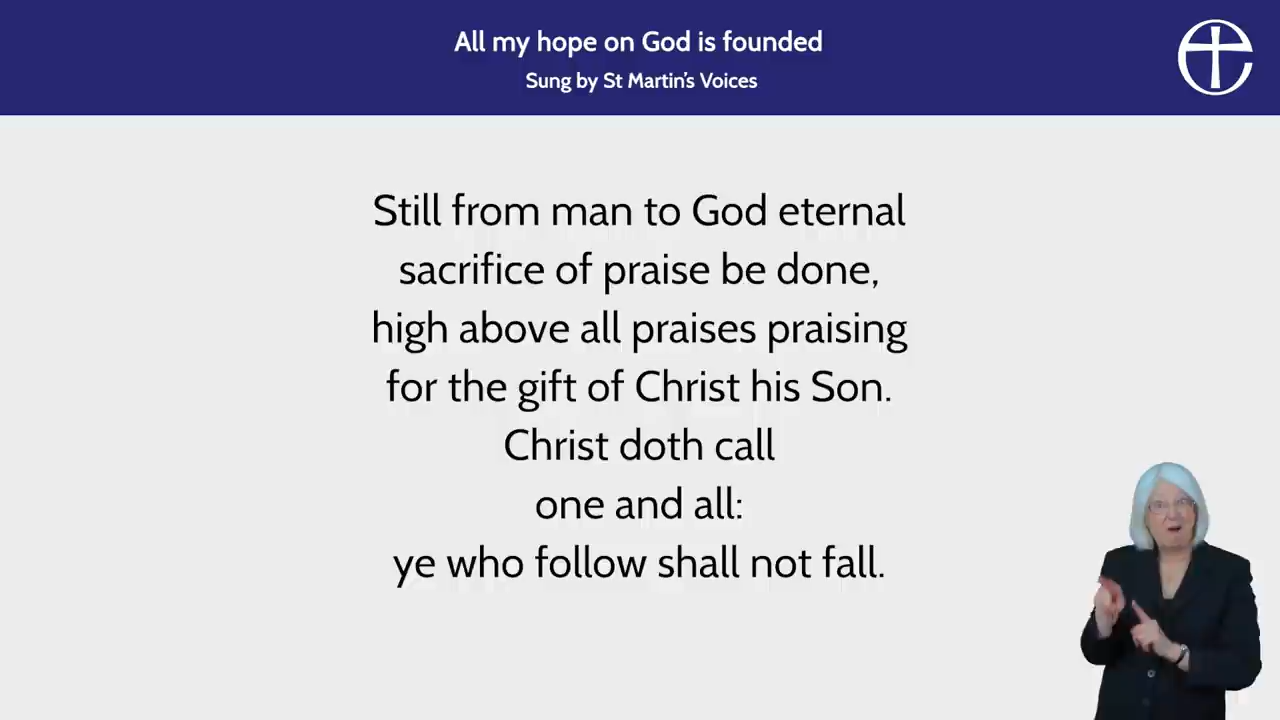 All my hope on God is founded
Sung by St Martin's Voices
Still from man to God eternal
sacrifice of praise be done,
high above all praises praising
for the gift of Christ his Son.
Christ doth call
one and all:
ye who follow shall not fall.